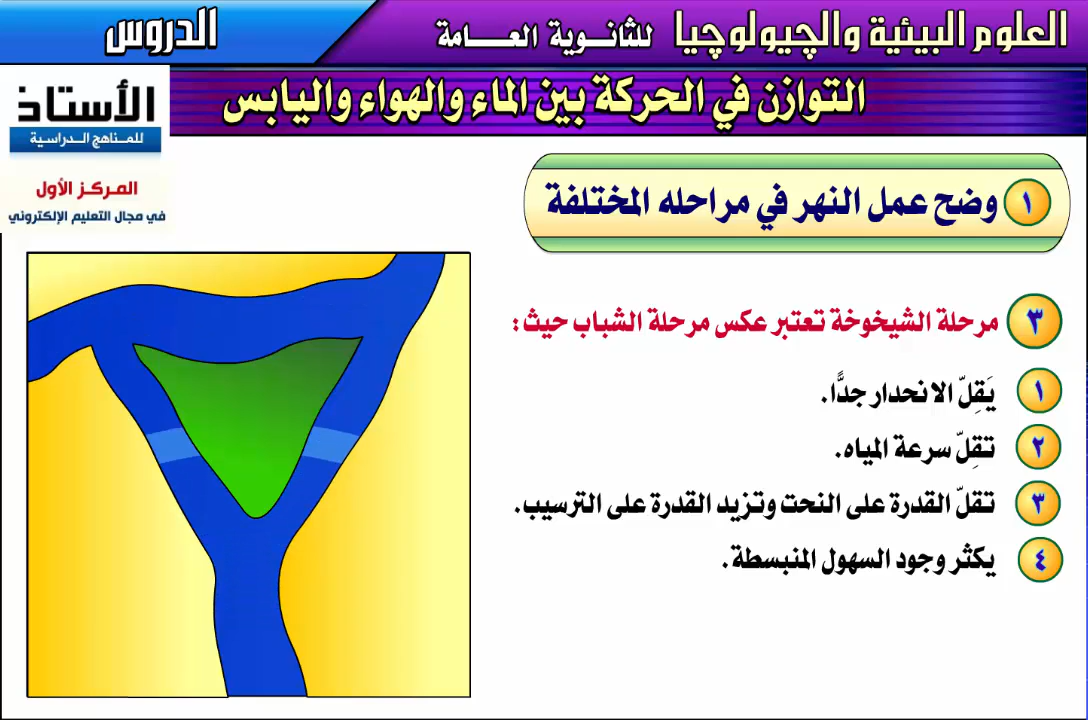 العلوم البيئية والچيولوچيا للثانوية العامة
الدروس
التوازن في الحركة بين الماء والهواء واليابس
الأستاذ
للمناهج الدراسية
المركز الأول
في مجال التعليم الإلكتروني
١ وضح عمل النهر في مراحله المختلفة
٣ مرحلة الشيخوخة تعتبر عكس مرحلة الشباب حيث :
١ يَقِلّ الانحدار جدًّا.
٢ تقِلّ سرعة المياه.
٣ تقلّ القدرة على النحت وتزيد القدرة على الترسيب.
٤ يكثر وجود السهول المنبسطة.